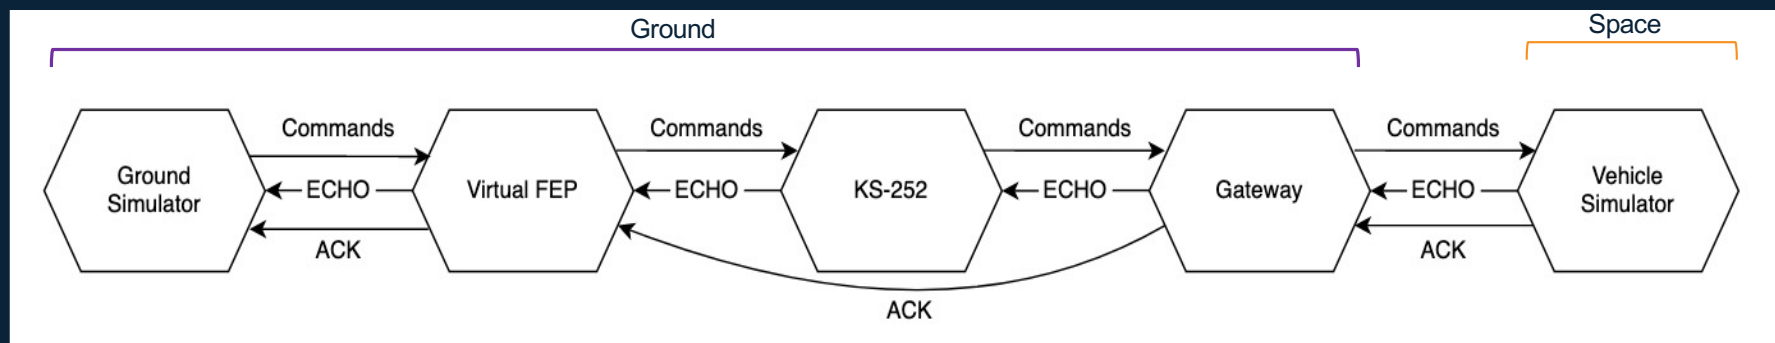 Ground
Space
Commands
Commands
Commands
Commands
Ground
Simulator
ECHO
Virtual FEP
ECHO
KS-252
ECHO
Gateway
ECHO
Vehicle
Simulator
ACK
ACK
ACK